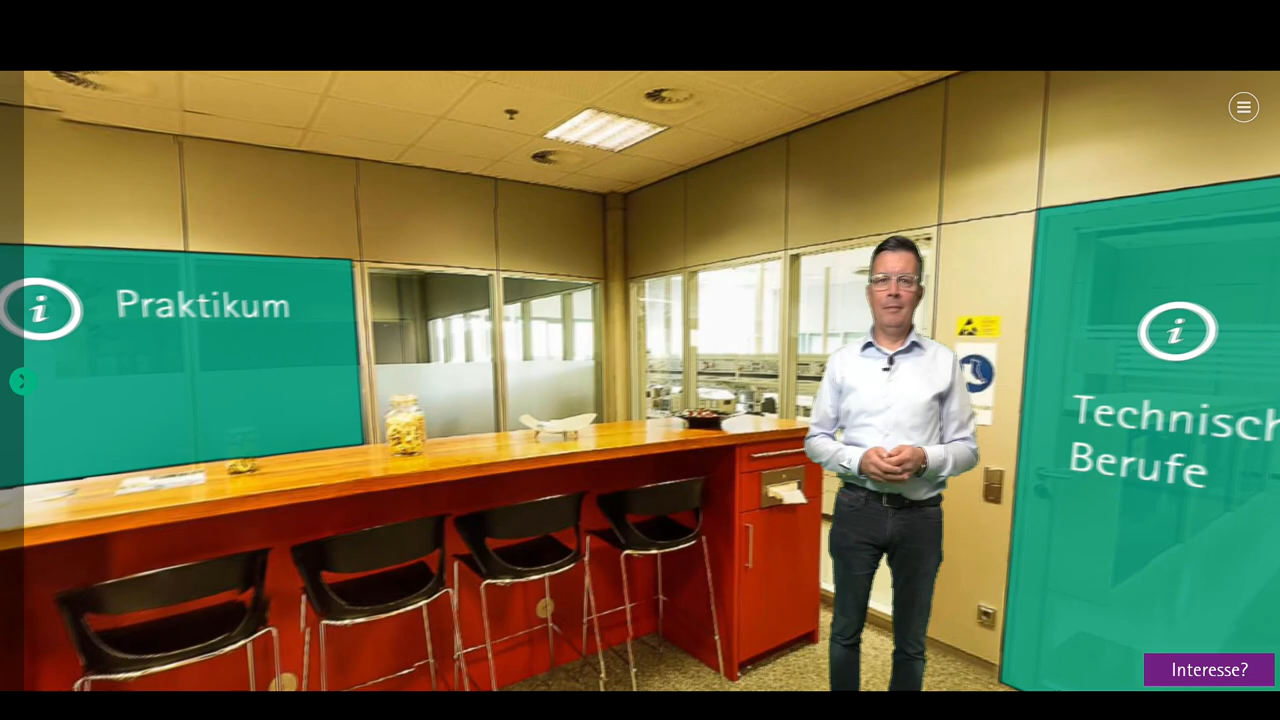 i Praktikum
i
Technisch
Berufe
Interesse?